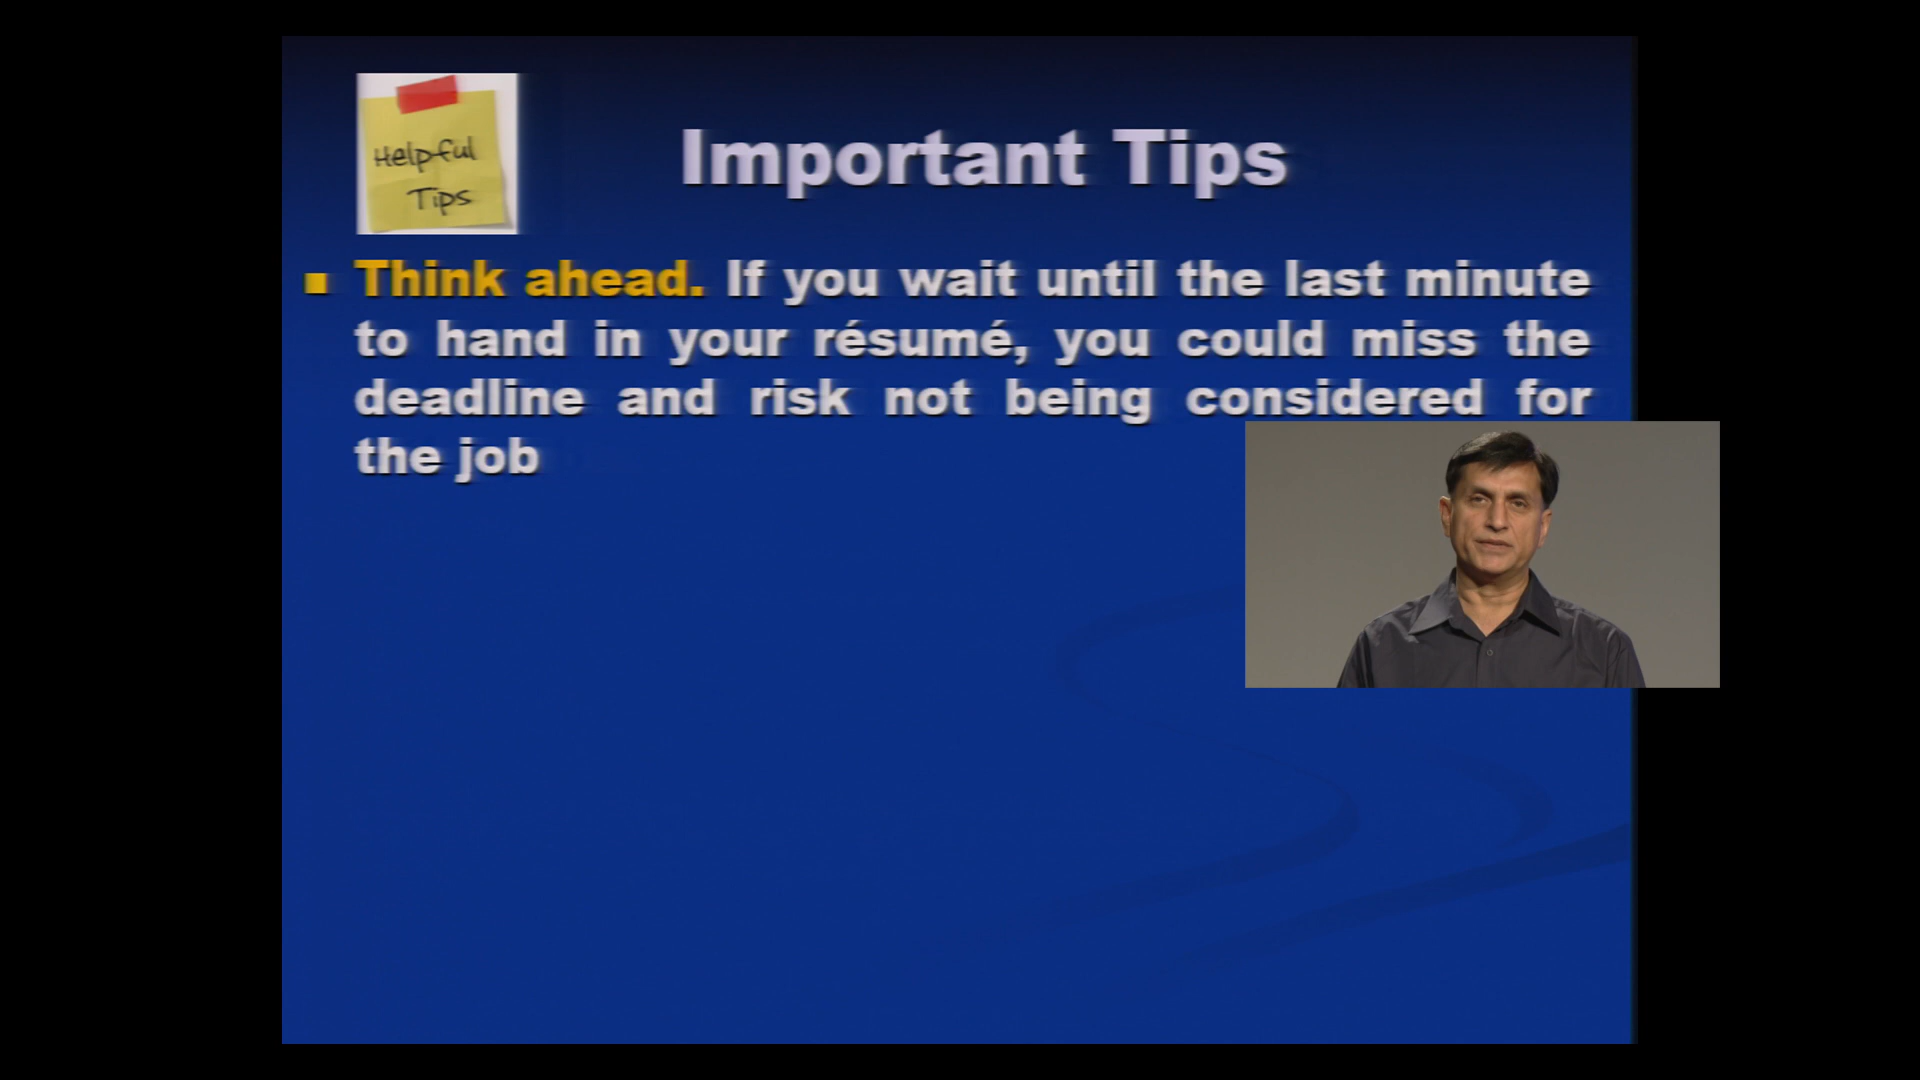 Helpful
Tips
Important Tips
Think ahead. If you wait until the last minute
to hand in your résumé, you could miss the
deadline and risk not being considered for
the job